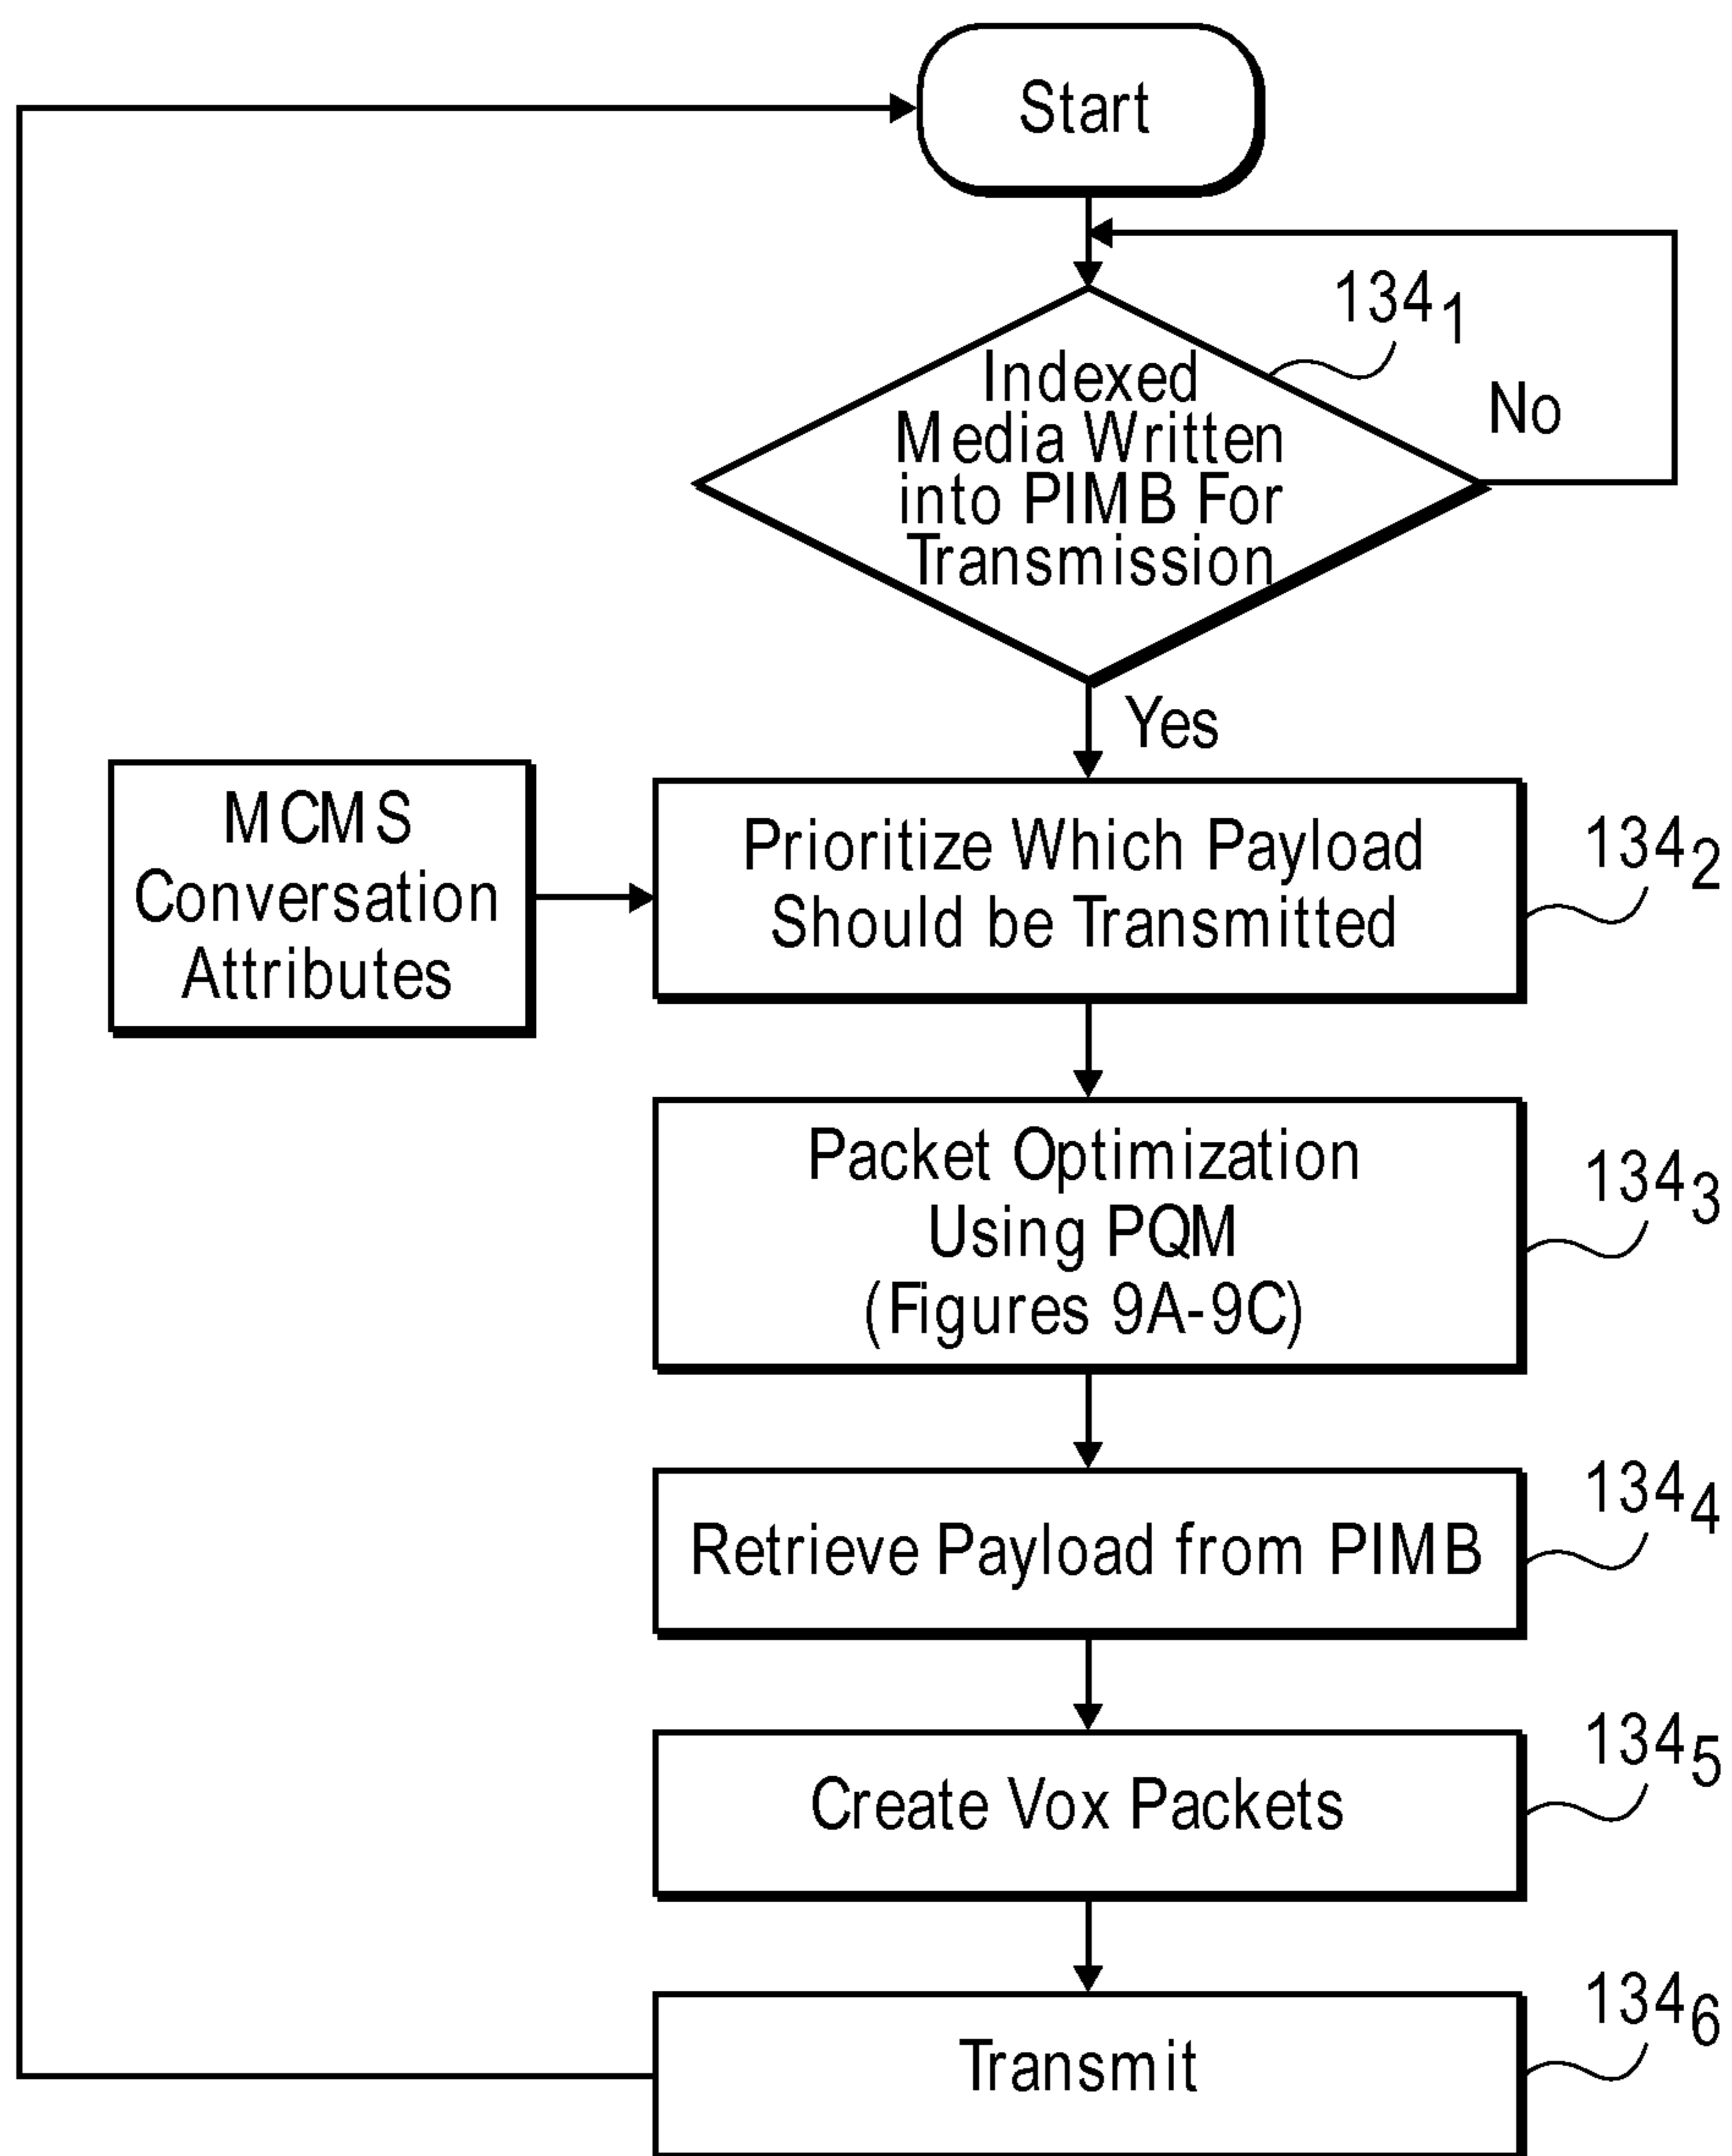 Start
134₁
Indexed
Media Written
into PIMB For
Transmission
No
Yes
MCMS
Conversation
Attributes
Prioritize Which Payload
Should be Transmitted
134₂
Packet Optimization
Using PQM
(Figures 9A-9C)
134₃
Retrieve Payload from PIMB
134₄
Create Vox Packets
134₅
Transmit
134₆